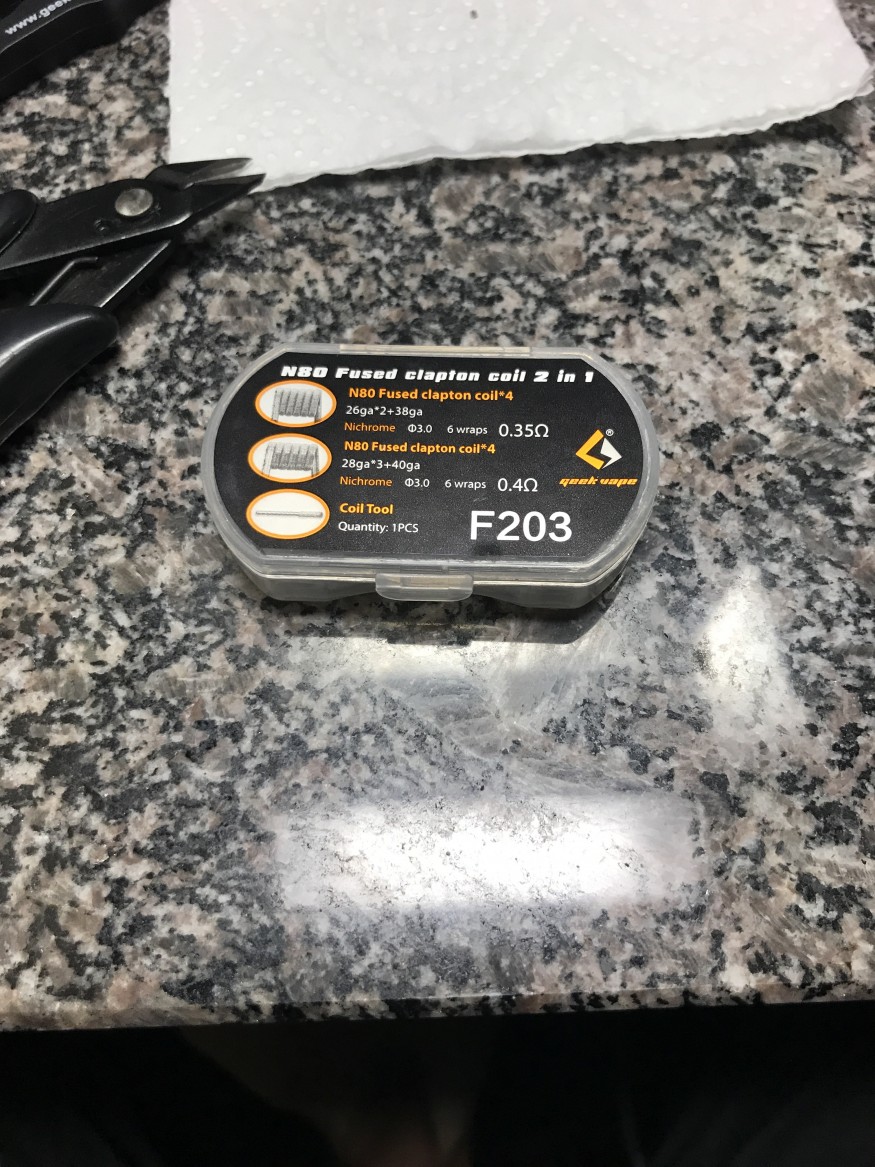 www.geek
N80 Fused clapton coil 2 in 1
N80 Fused clapton coil*4
26ga*2+38ga
Nichrome Φ3.0 6 wraps 0.35Ω
N80 Fused clapton coil*4
28ga*3+40ga
Nichrome Φ3.0 6 wraps 0.4Ω
®
geek vape
Coil Tool
Quantity: 1PCS
F203